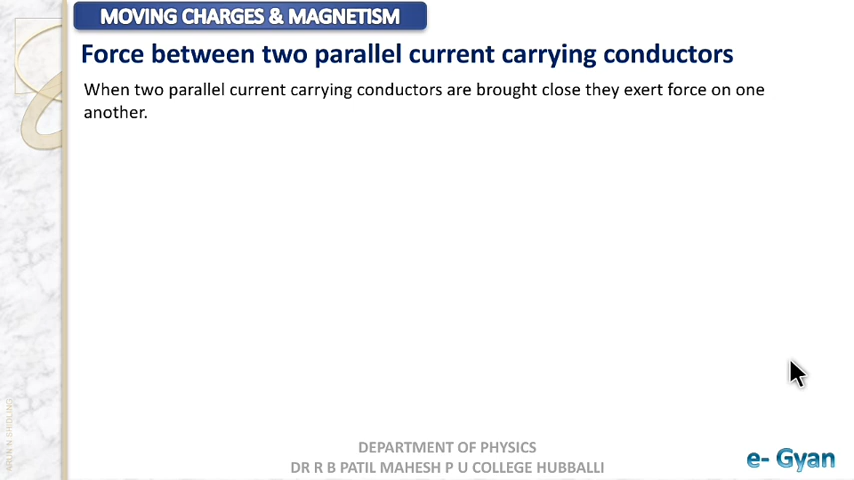 MOVING CHARGES & MAGNETISM
Force between two parallel current carrying conductors
When two parallel current carrying conductors are brought close they exert force on one
another.
DEPARTMENT OF PHYSICS
DR R B PATIL MAHESH P U COLLEGE HUBBALLI
e- Gyan